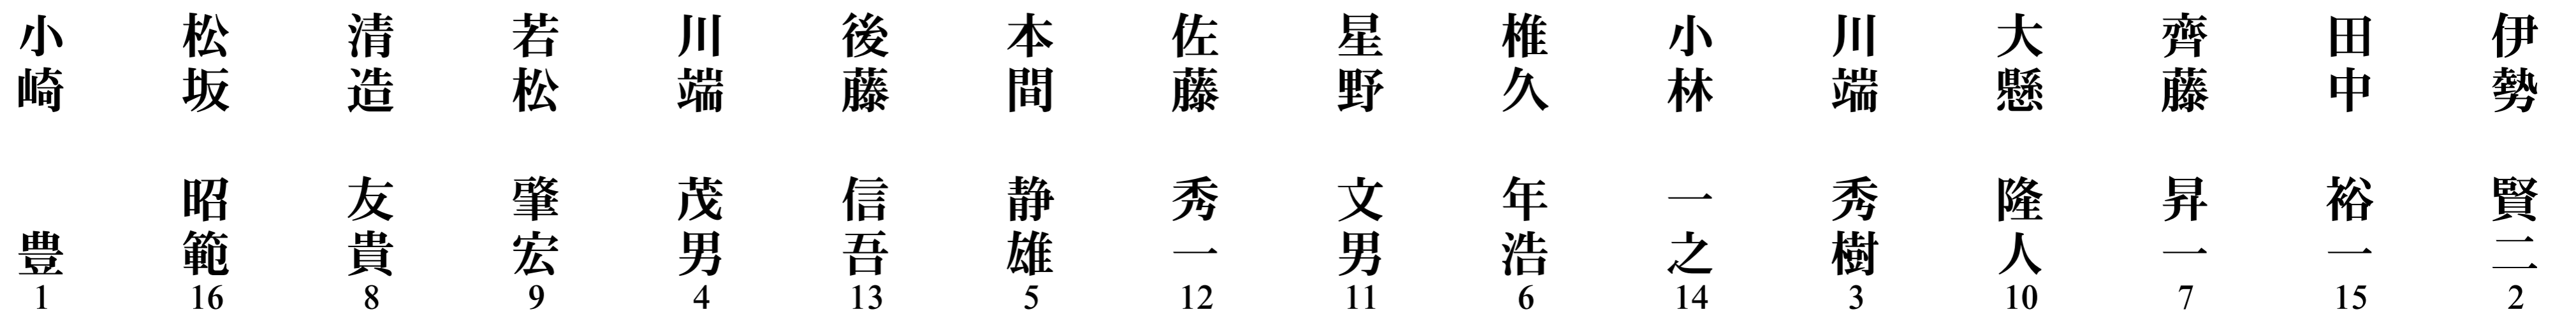 伊勢 賢二 2
田中 裕一 15
齊藤 昇一 7
大懸 隆人 10
川端 秀樹 3
小林 一之 14
椎久 年浩 6
星野 文男 11
佐藤 秀一 12
本間 静雄 5
後藤 信吾 13
川端 茂男 4
若松 肇宏 9
清造 友貴 8
松坂 昭範 16
小崎 豊 1